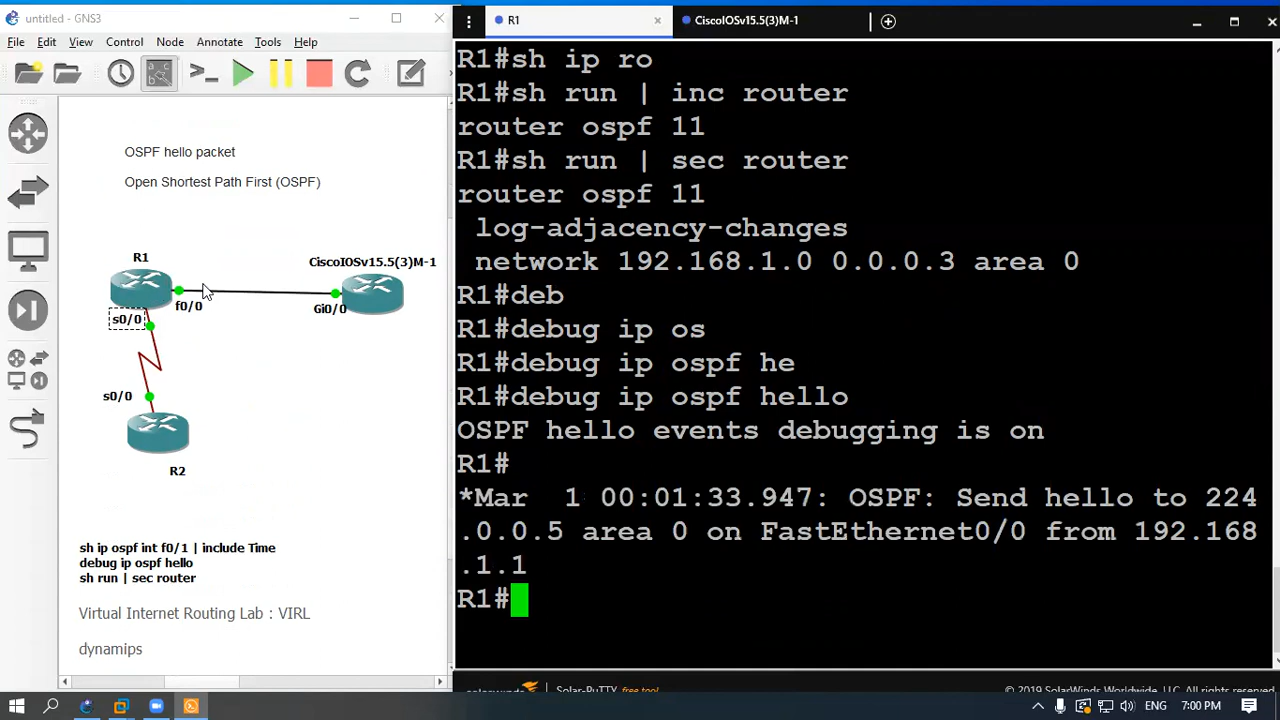 untitled - GNS3
File Edit View Control Node Annotate Tools Help
OSPF hello packet
Open Shortest Path First (OSPF)
R1
CiscoIOSv15.5(3)M-1
f0/0
Gi0/0
s0/0
s0/0
R2
sh ip ospf int f0/1 | include Time
debug ip ospf hello
sh run | sec router
Virtual Internet Routing Lab : VIRL
dynamips
R1
CiscoIOSv15.5(3)M-1
R1#sh ip ro
R1#sh run | inc router
router ospf 11
R1#sh run | sec router
router ospf 11
log-adjacency-changes
network 192.168.1.0 0.0.0.3 area 0
R1#deb
R1#debug ip os
R1#debug ip ospf he
R1#debug ip ospf hello
OSPF hello events debugging is on
R1#
*Mar 1 00:01:33.947: OSPF: Send hello to 224
.0.0.5 area 0 on FastEthernet0/0 from 192.168
.1.1
R1#
solarwinds Solar-PuTTY free tool
© 2019 SolarWinds Worldwide, LLC. All rights reserved.
ENG 7:00 PM